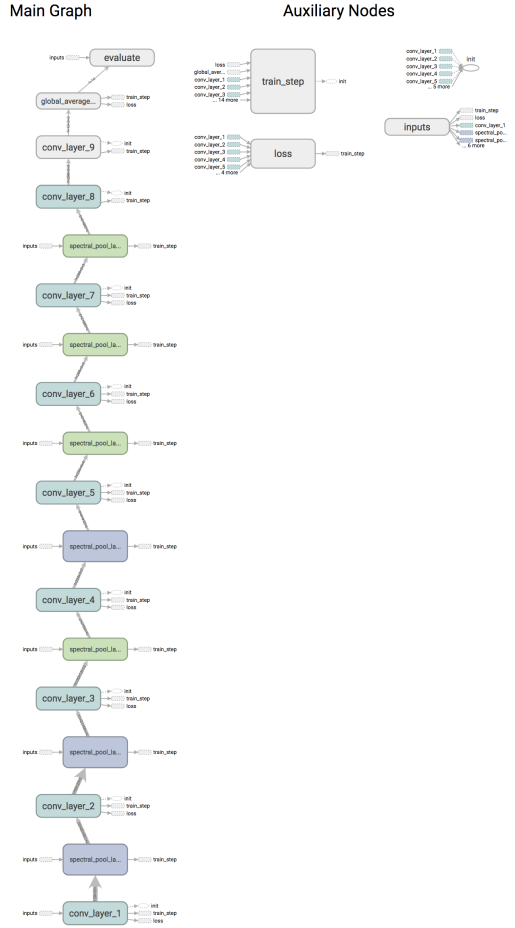 Main Graph
evaluate
inputs
global_average...
train_step
loss
conv_layer_9
init
train_step
conv_layer_8
init
train_step
inputs
spectral_pool_la...
train_step
conv_layer_7
init
train_step
loss
inputs
spectral_pool_la...
train_step
conv_layer_6
init
train_step
loss
inputs
spectral_pool_la...
train_step
conv_layer_5
init
train_step
loss
inputs
spectral_pool_la...
train_step
conv_layer_4
init
train_step
loss
inputs
spectral_pool_la...
train_step
conv_layer_3
init
train_step
loss
inputs
spectral_pool_la...
train_step
conv_layer_2
init
train_step
loss
inputs
spectral_pool_la...
train_step
inputs
conv_layer_1
init
train_step
loss
Auxiliary Nodes
loss
global_aver...
conv_layer_1
conv_layer_2
conv_layer_3
... 14 more
train_step
init
conv_layer_1
conv_layer_2
conv_layer_3
conv_layer_4
conv_layer_5
... 4 more
loss
train_step
conv_layer_1
conv_layer_2
conv_layer_3
conv_layer_4
conv_layer_5
... 5 more
init
inputs
train_step
loss
conv_layer_1
spectral_po...
spectral_po...
... 6 more